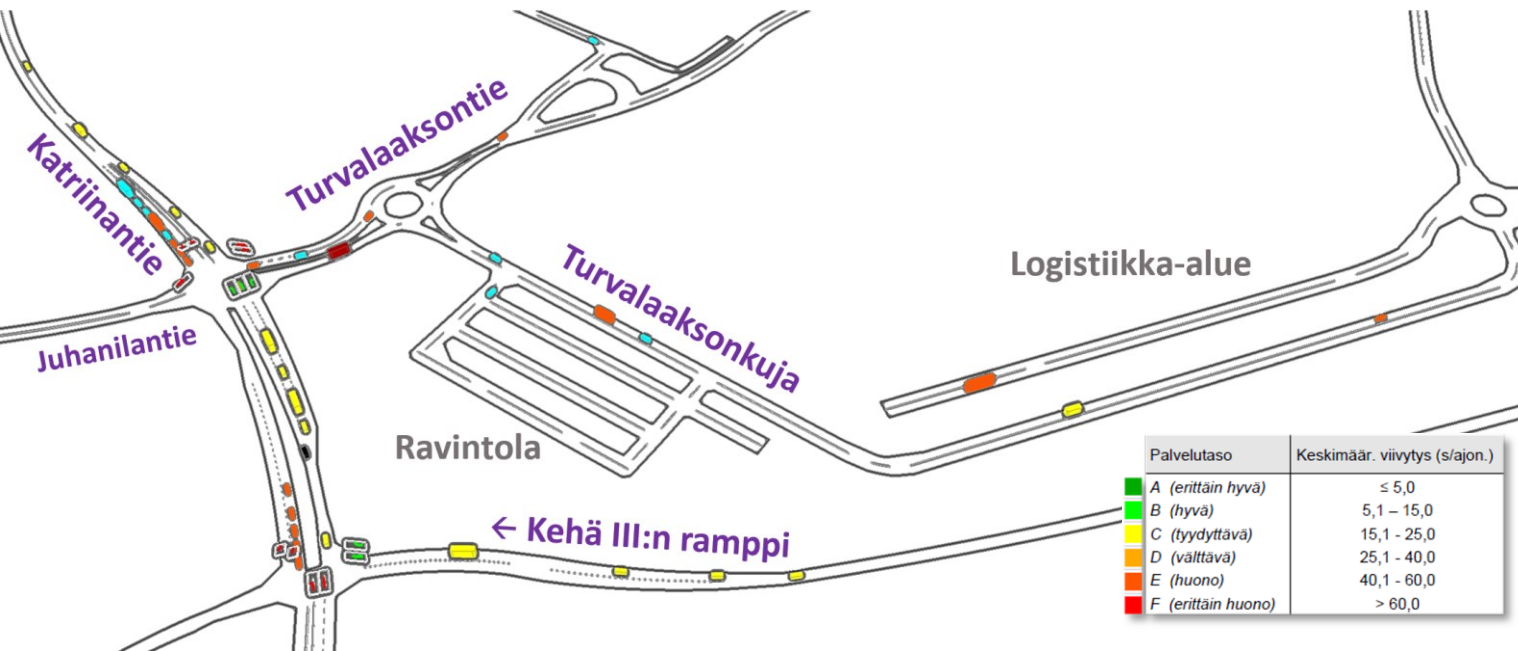 Turvalaaksontie
Katriinantie
Turvalaaksonkuja
Logistiikka-alue
Juhanilantie
Ravintola
← Kehä III:n ramppi
Palvelutaso Keskimäär. viivytys (s/ajon.)
A (erittäin hyvä) ≤ 5,0
B (hyvä) 5,1 – 15,0
C (tyydyttävä) 15,1 - 25,0
D (välttävä) 25,1 - 40,0
E (huono) 40,1 - 60,0
F (erittäin huono) > 60,0